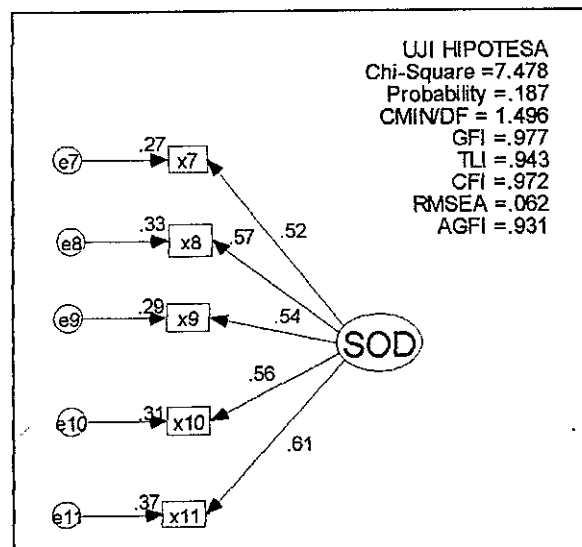 UJI HIPOTESA
Chi-Square =7.478
Probability =.187
CMIN/DF = 1.496
GFI =.977
TLI =.943
CFI =.972
RMSEA =.062
AGFI =.931
.27
e7
x7
.52
.33
e8
x8
.57
.29
e9
x9
.54
SOD
.56
.31
e10
x10
.61
.37
e11
x11